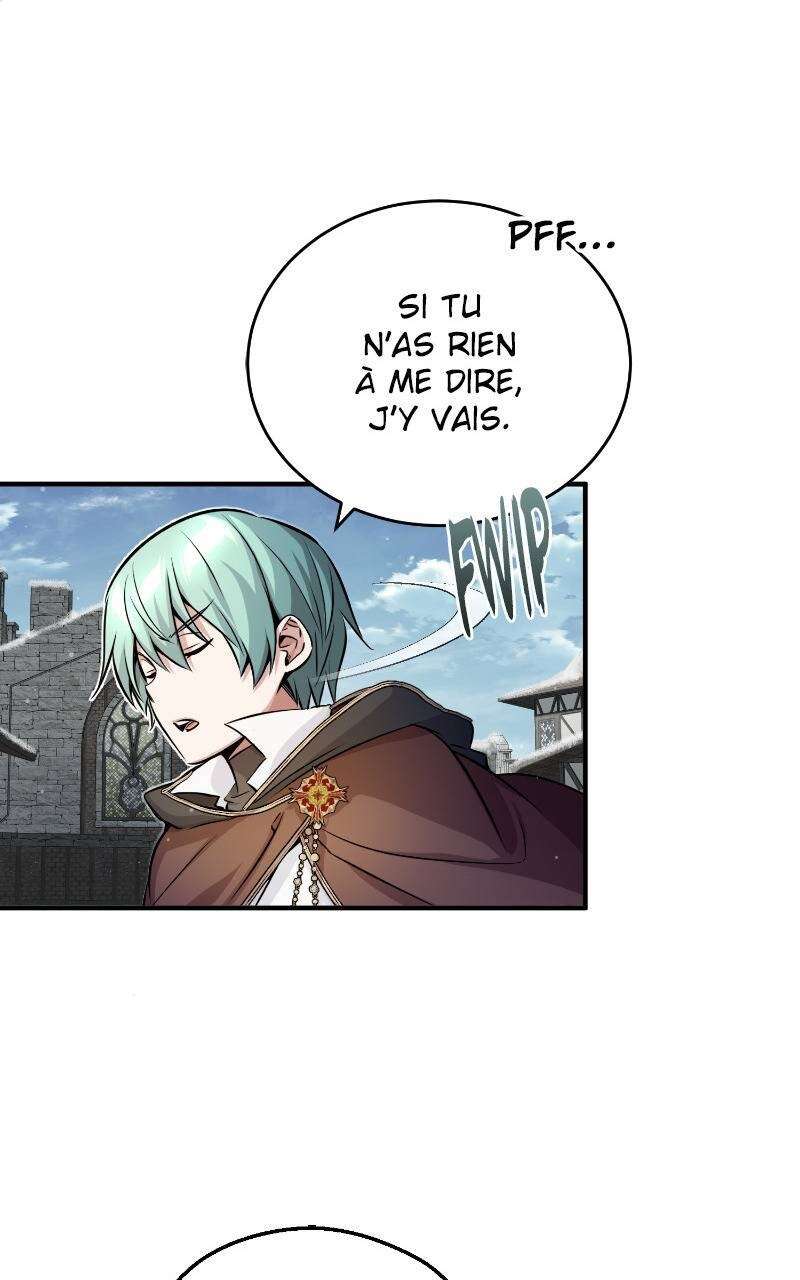 PFF...
SI TU
N'AS RIEN
À ME DIRE,
J'Y VAIS.
FWIP